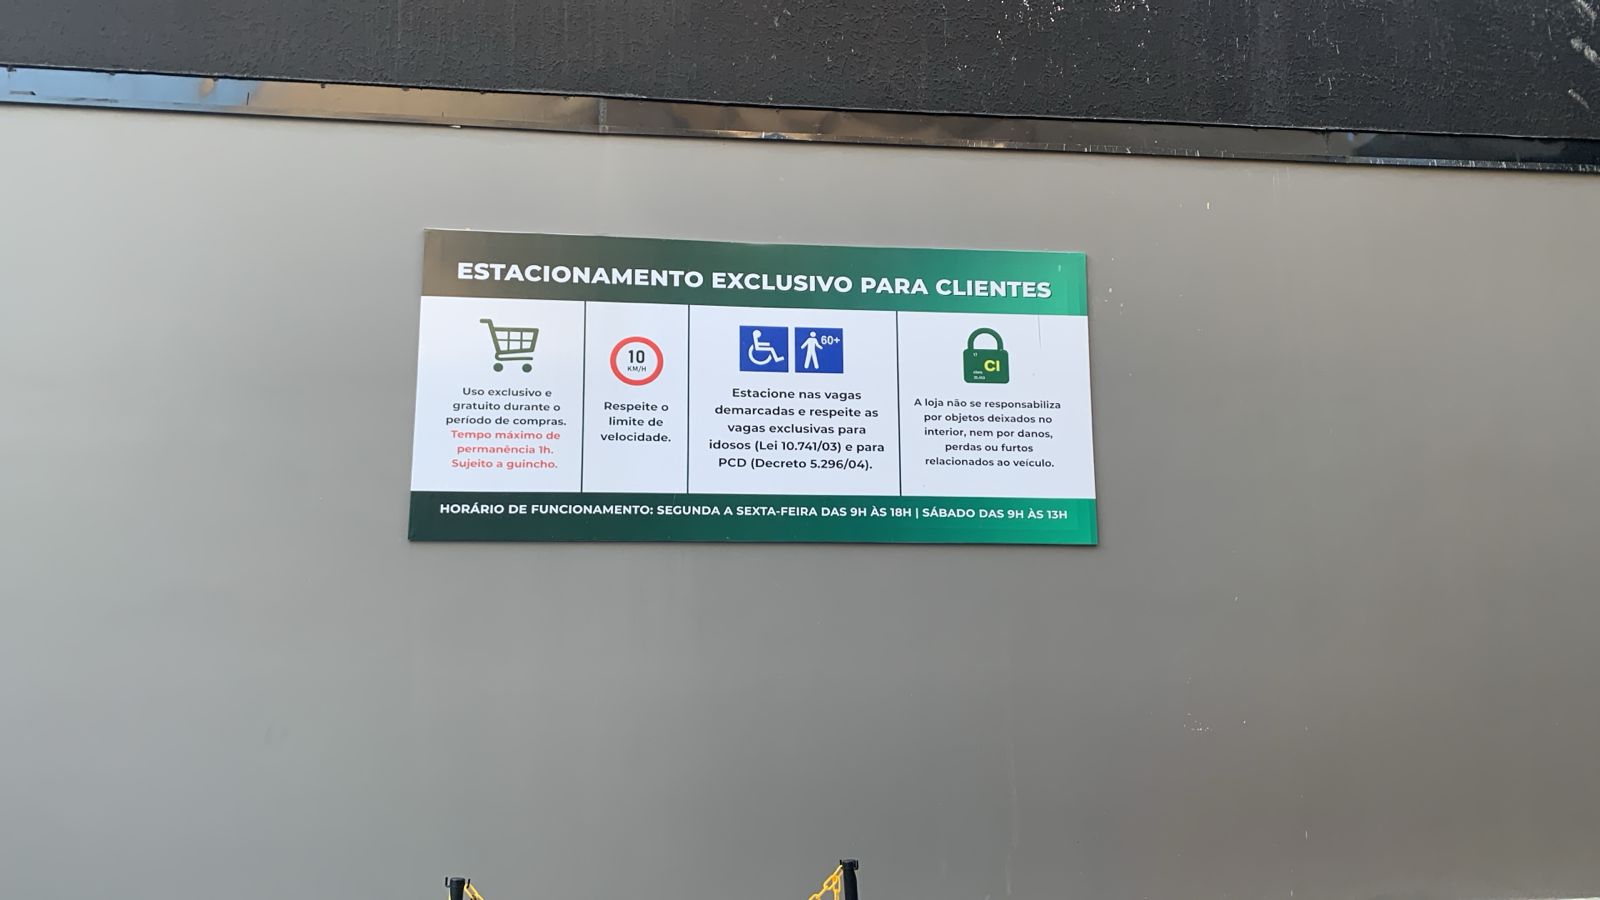 ESTACIONAMENTO EXCLUSIVO PARA CLIENTES
Uso exclusivo e
gratuito durante o
período de compras.
Tempo máximo de
permanência 1h.
Sujeito a guincho.
10
KM/H
Respeite o
limite de
velocidade.
60+
Estacione nas vagas
demarcadas e respeite as
vagas exclusivas para
idosos (Lei 10.741/03) e para
PCD (Decreto 5.296/04).
17
Cl
A loja não se responsabiliza
por objetos deixados no
interior, nem por danos,
perdas ou furtos
relacionados ao veículo.
HORÁRIO DE FUNCIONAMENTO: SEGUNDA A SEXTA-FEIRA DAS 9H ÀS 18H | SÁBADO DAS 9H ÀS 13H